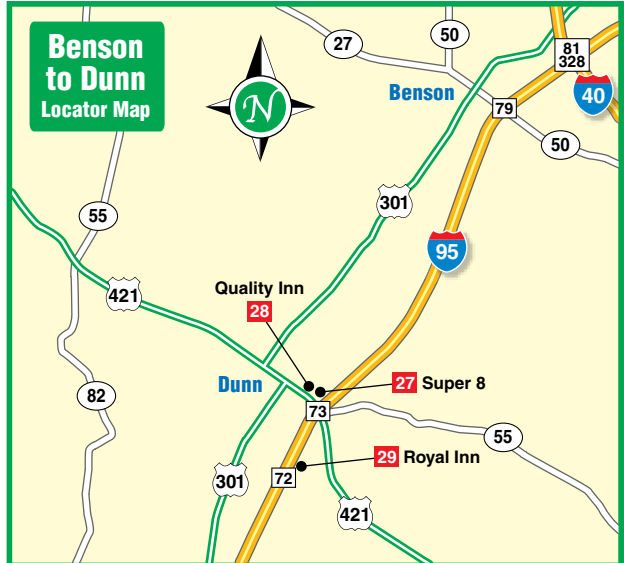 Benson
to Dunn
Locator Map
N
27
50
81
328
40
Benson
79
50
301
55
95
421
Quality Inn
28
Dunn
27 Super 8
73
82
55
29 Royal Inn
301
72
421